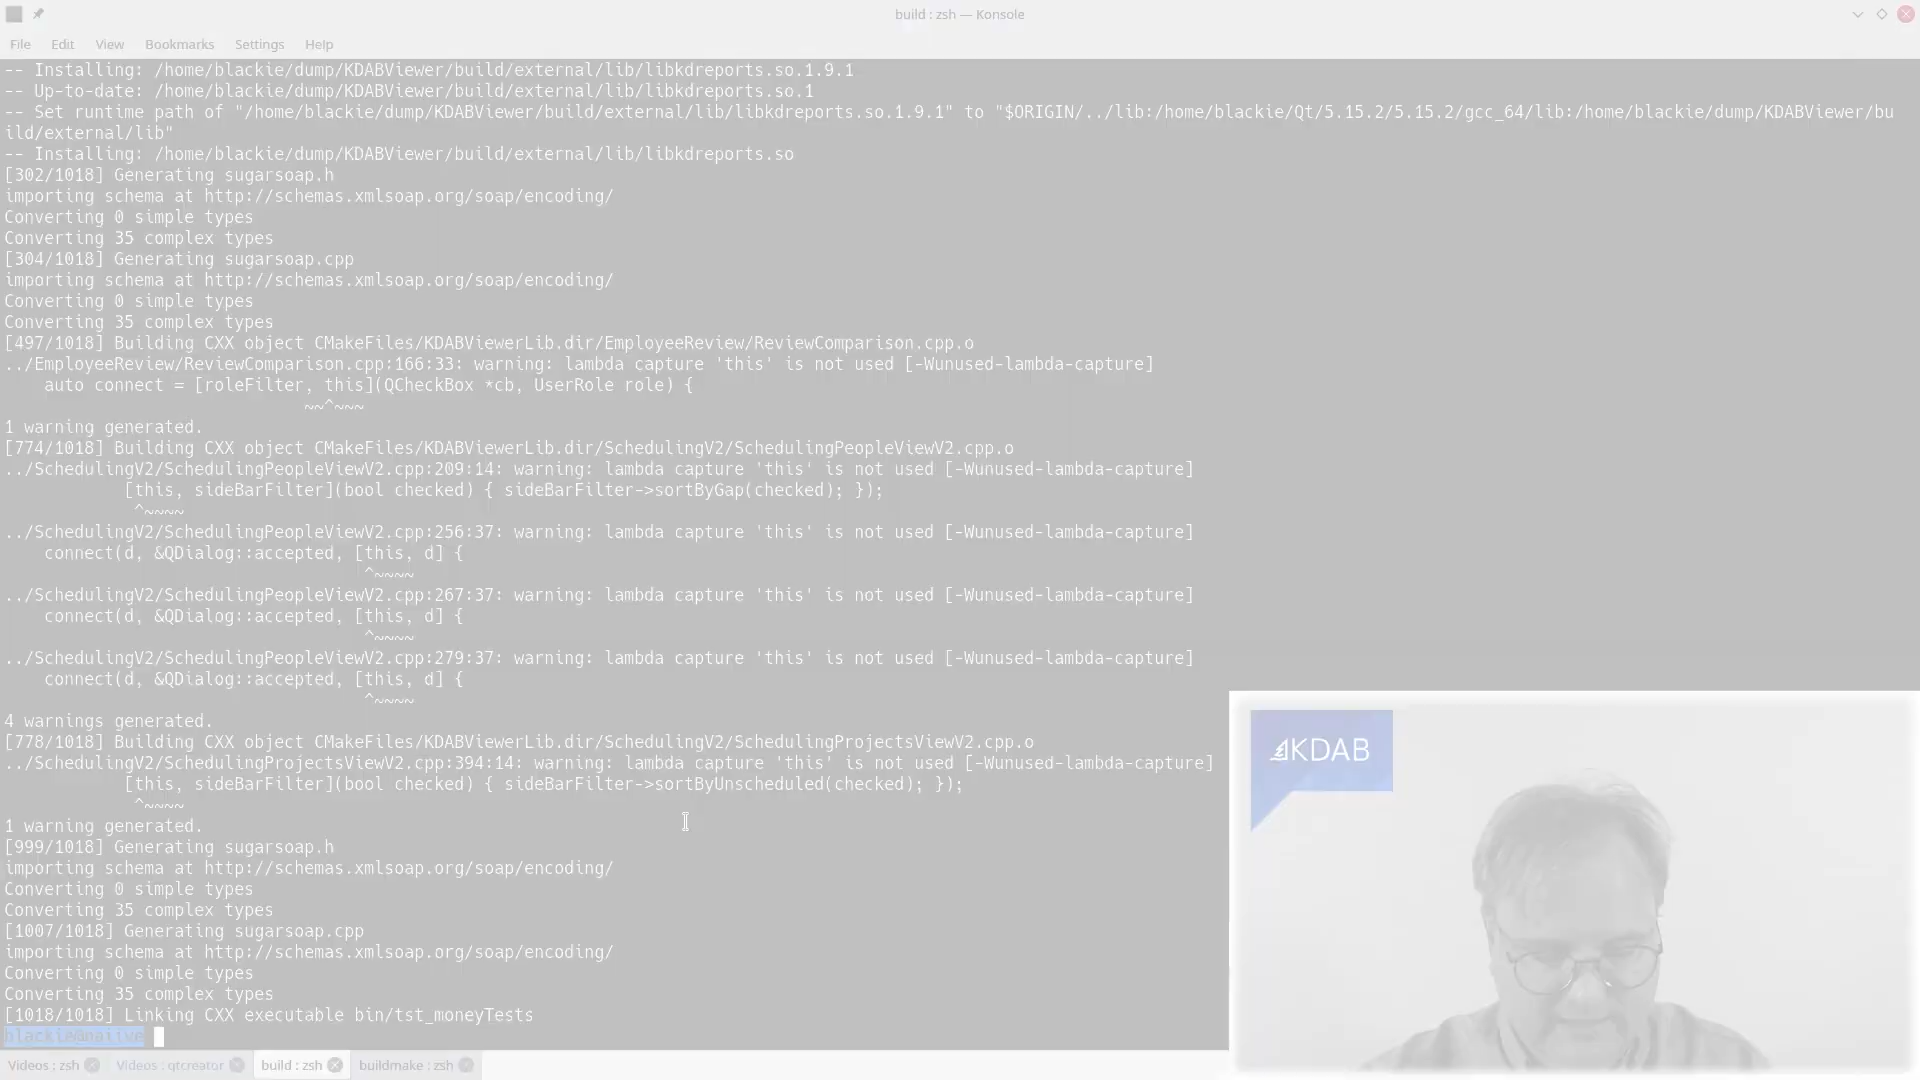 build : zsh — Konsole
File Edit View Bookmarks Settings Help
-- Installing: /home/blackie/dump/KDABViewer/build/external/lib/libkdreports.so.1.9.1
-- Up-to-date: /home/blackie/dump/KDABViewer/build/external/lib/libkdreports.so.1
-- Set runtime path of "/home/blackie/dump/KDABViewer/build/external/lib/libkdreports.so.1.9.1" to "$ORIGIN/../lib:/home/blackie/Qt/5.15.2/5.15.2/gcc_64/lib:/home/blackie/dump/KDABViewer/bu
ild/external/lib"
-- Installing: /home/blackie/dump/KDABViewer/build/external/lib/libkdreports.so
[302/1018] Generating sugarsoap.h
importing schema at http://schemas.xmlsoap.org/soap/encoding/
Converting 0 simple types
Converting 35 complex types
[304/1018] Generating sugarsoap.cpp
importing schema at http://schemas.xmlsoap.org/soap/encoding/
Converting 0 simple types
Converting 35 complex types
[497/1018] Building CXX object CMakeFiles/KDABViewerLib.dir/EmployeeReview/ReviewComparison.cpp.o
../EmployeeReview/ReviewComparison.cpp:166:33: warning: lambda capture 'this' is not used [-Wunused-lambda-capture]
    auto connect = [roleFilter, this](QCheckBox *cb, UserRole role) {
                              ~~^~~~
1 warning generated.
[774/1018] Building CXX object CMakeFiles/KDABViewerLib.dir/SchedulingV2/SchedulingPeopleViewV2.cpp.o
../SchedulingV2/SchedulingPeopleViewV2.cpp:209:14: warning: lambda capture 'this' is not used [-Wunused-lambda-capture]
            [this, sideBarFilter](bool checked) { sideBarFilter->sortByGap(checked); });
             ^~~~~
../SchedulingV2/SchedulingPeopleViewV2.cpp:256:37: warning: lambda capture 'this' is not used [-Wunused-lambda-capture]
    connect(d, &QDialog::accepted, [this, d] {
                                    ^~~~~
../SchedulingV2/SchedulingPeopleViewV2.cpp:267:37: warning: lambda capture 'this' is not used [-Wunused-lambda-capture]
    connect(d, &QDialog::accepted, [this, d] {
                                    ^~~~~
../SchedulingV2/SchedulingPeopleViewV2.cpp:279:37: warning: lambda capture 'this' is not used [-Wunused-lambda-capture]
    connect(d, &QDialog::accepted, [this, d] {
                                    ^~~~~
4 warnings generated.
[778/1018] Building CXX object CMakeFiles/KDABViewerLib.dir/SchedulingV2/SchedulingProjectsViewV2.cpp.o
../SchedulingV2/SchedulingProjectsViewV2.cpp:394:14: warning: lambda capture 'this' is not used [-Wunused-lambda-capture]
            [this, sideBarFilter](bool checked) { sideBarFilter->sortByUnscheduled(checked); });
             ^~~~~
1 warning generated.
[999/1018] Generating sugarsoap.h
importing schema at http://schemas.xmlsoap.org/soap/encoding/
Converting 0 simple types
Converting 35 complex types
[1007/1018] Generating sugarsoap.cpp
importing schema at http://schemas.xmlsoap.org/soap/encoding/
Converting 0 simple types
Converting 35 complex types
[1018/1018] Linking CXX executable bin/tst_moneyTests
KDAB
Videos : zsh Videos : qtcreator build : zsh buildmake : zsh